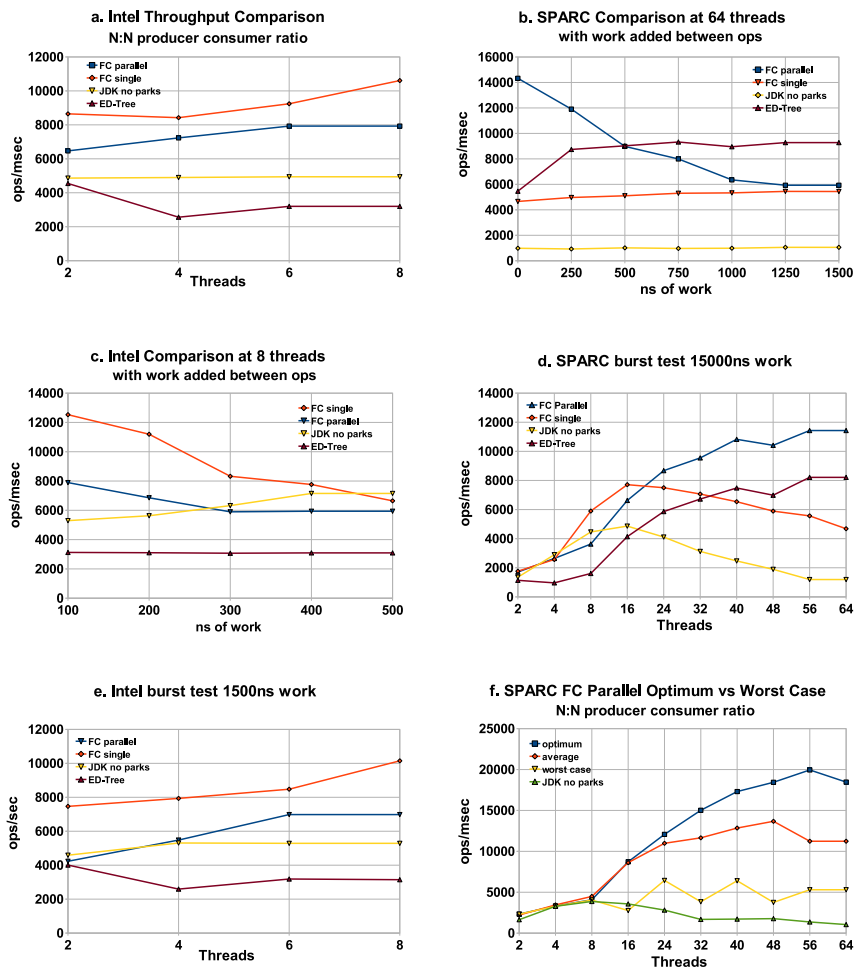 a. Intel Throughput Comparison
N:N producer consumer ratio
12000
10000
8000
6000
4000
2000
0
ops/msec
FC parallel
FC single
JDK no parks
ED-Tree
2 4 6 8
Threads
b. SPARC Comparison at 64 threads
with work added between ops
16000
14000
12000
10000
8000
6000
4000
2000
0
ops/msec
FC parallel
FC single
JDK no parks
ED-Tree
0 250 500 750 1000 1250 1500
ns of work
c. Intel Comparison at 8 threads
with work added between ops
14000
12000
10000
8000
6000
4000
2000
0
ops/msec
FC single
FC parallel
JDK no parks
ED-Tree
100 200 300 400 500
ns of work
d. SPARC burst test 15000ns work
14000
12000
10000
8000
6000
4000
2000
0
ops/msec
FC Parallel
FC single
JDK no parks
ED-Tree
2 4 8 16 24 32 40 48 56 64
Threads
e. Intel burst test 1500ns work
12000
10000
8000
6000
4000
2000
0
ops/sec
FC parallel
FC single
JDK no parks
ED-Tree
2 4 6 8
Threads
f. SPARC FC Parallel Optimum vs Worst Case
N:N producer consumer ratio
25000
20000
15000
10000
5000
0
ops/msec
optimum
average
worst case
JDK no parks
2 4 8 16 24 32 40 48 56 64
Threads